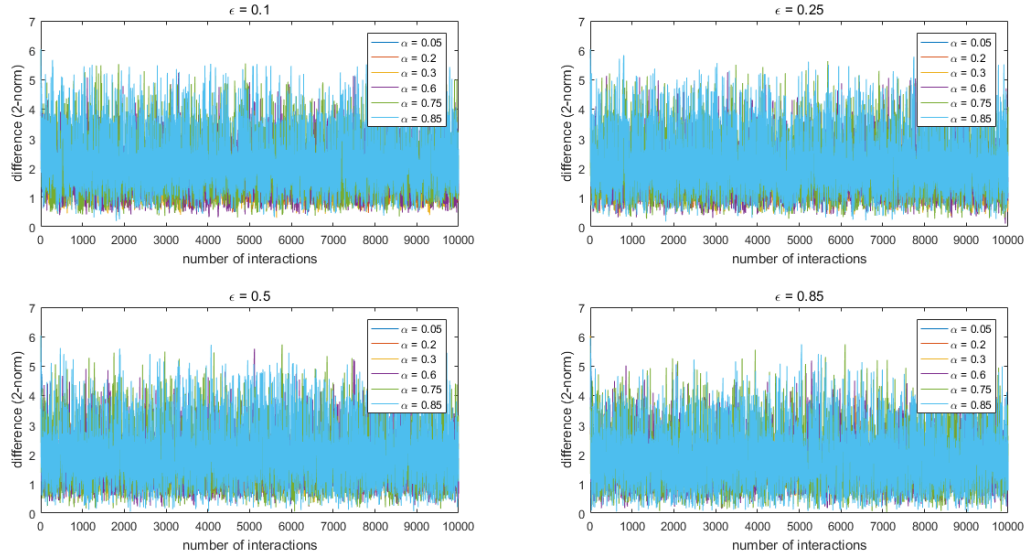 ϵ = 0.1
7
6
5
4
3
2
1
0
difference (2-norm)
0 1000 2000 3000 4000 5000 6000 7000 8000 9000 10000
number of interactions
α = 0.05
α = 0.2
α = 0.3
α = 0.6
α = 0.75
α = 0.85
ϵ = 0.25
7
6
5
4
3
2
1
0
difference (2-norm)
0 1000 2000 3000 4000 5000 6000 7000 8000 9000 10000
number of interactions
α = 0.05
α = 0.2
α = 0.3
α = 0.6
α = 0.75
α = 0.85
ϵ = 0.5
7
6
5
4
3
2
1
0
difference (2-norm)
0 1000 2000 3000 4000 5000 6000 7000 8000 9000 10000
number of interactions
α = 0.05
α = 0.2
α = 0.3
α = 0.6
α = 0.75
α = 0.85
ϵ = 0.85
7
6
5
4
3
2
1
0
difference (2-norm)
0 1000 2000 3000 4000 5000 6000 7000 8000 9000 10000
number of interactions
α = 0.05
α = 0.2
α = 0.3
α = 0.6
α = 0.75
α = 0.85